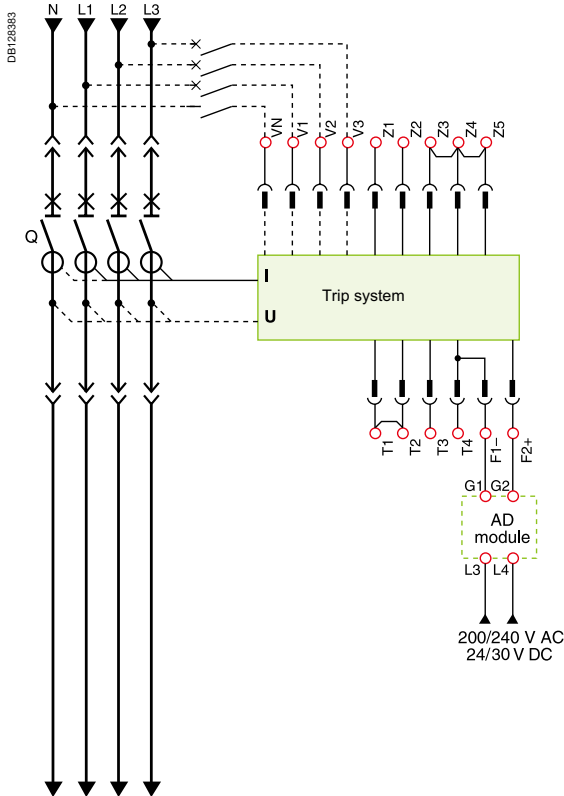 DB128383
N L1 L2 L3
VN V1 V2 V3 Z1 Z2 Z3 Z4 Z5
Q
I
Trip system
U
T1 T2 T3 T4 F1− F2+
G1 G2
AD
module
L3 L4
200/240 V AC
24/30 V DC